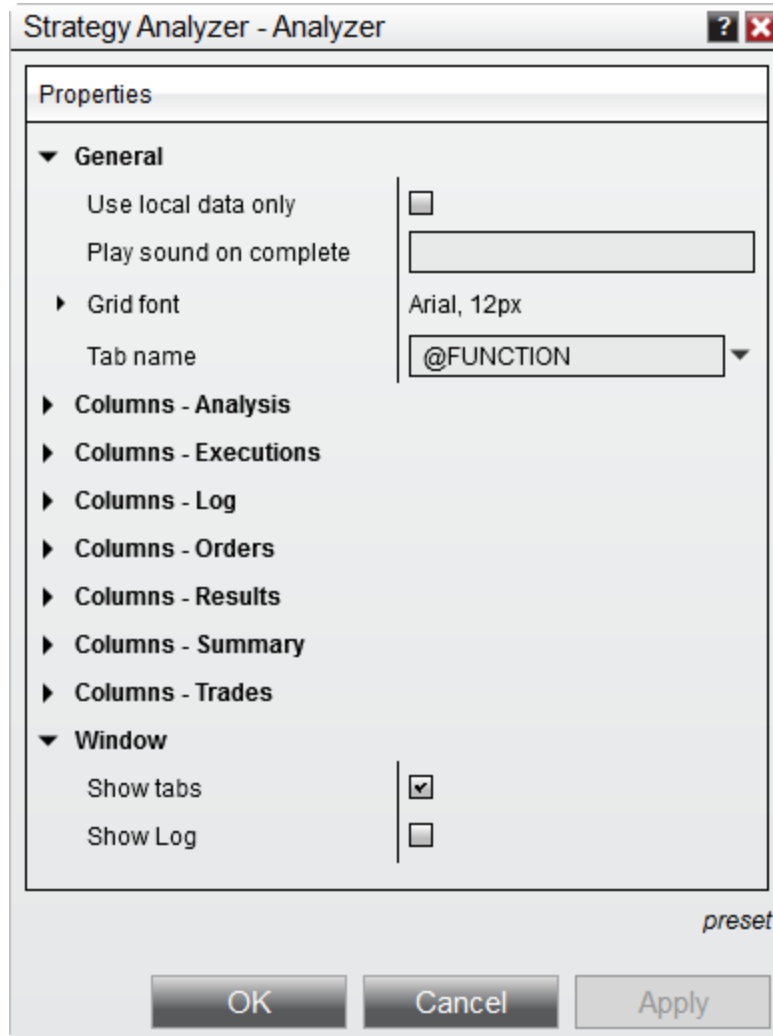 Strategy Analyzer - Analyzer ?
Properties
General
Use local data only
Play sound on complete
Grid font Arial, 12px
Tab name @FUNCTION
Columns - Analysis
Columns - Executions
Columns - Log
Columns - Orders
Columns - Results
Columns - Summary
Columns - Trades
Window
Show tabs
Show Log
preset
OK Cancel Apply